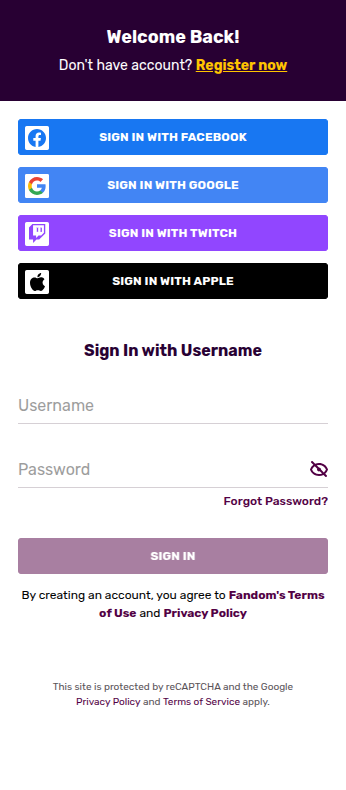 Welcome Back!
Don't have account? Register now
SIGN IN WITH FACEBOOK
SIGN IN WITH GOOGLE
SIGN IN WITH TWITCH
SIGN IN WITH APPLE
Sign In with Username
Username
Password
Forgot Password?
SIGN IN
By creating an account, you agree to Fandom's Terms
of Use and Privacy Policy
This site is protected by reCAPTCHA and the Google
Privacy Policy and Terms of Service apply.